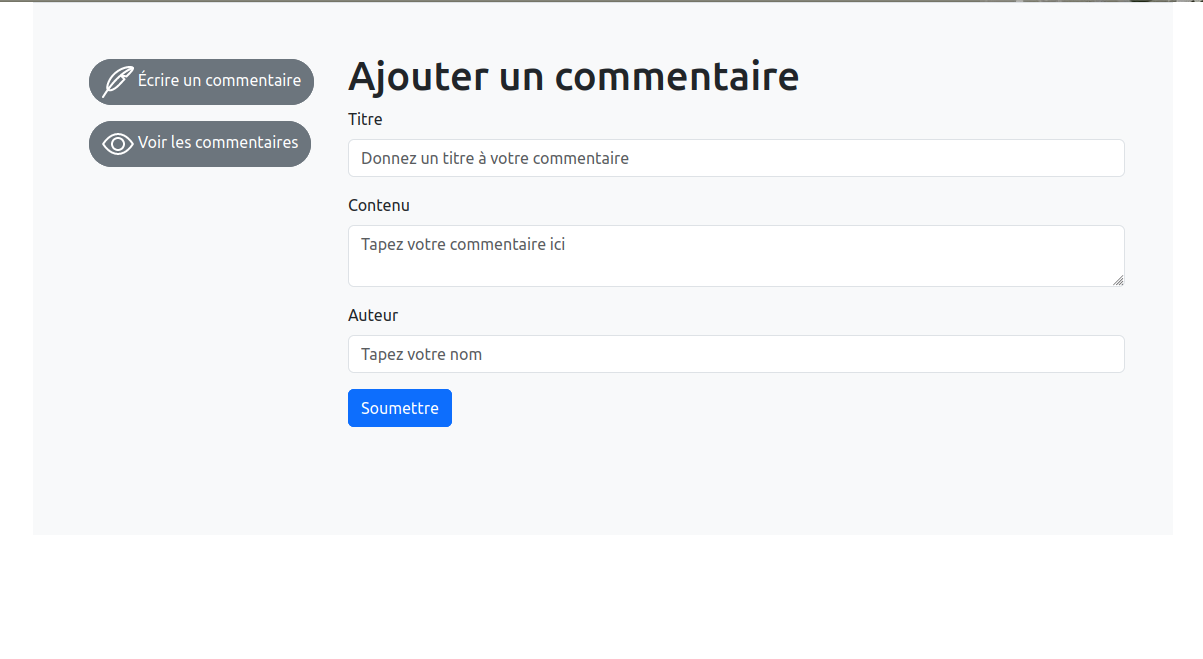 Écrire un commentaire
Voir les commentaires
Ajouter un commentaire
Titre
Donnez un titre à votre commentaire
Contenu
Tapez votre commentaire ici
Auteur
Tapez votre nom
Soumettre